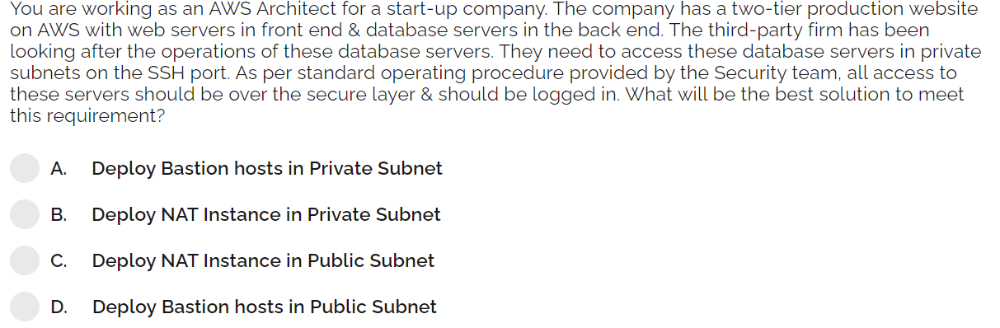 You are working as an AWS Architect for a start-up company. The company has a two-tier production website
on AWS with web servers in front end & database servers in the back end. The third-party firm has been
looking after the operations of these database servers. They need to access these database servers in private
subnets on the SSH port. As per standard operating procedure provided by the Security team, all access to
these servers should be over the secure layer & should be logged in. What will be the best solution to meet
this requirement?
A. Deploy Bastion hosts in Private Subnet
B. Deploy NAT Instance in Private Subnet
C. Deploy NAT Instance in Public Subnet
D. Deploy Bastion hosts in Public Subnet